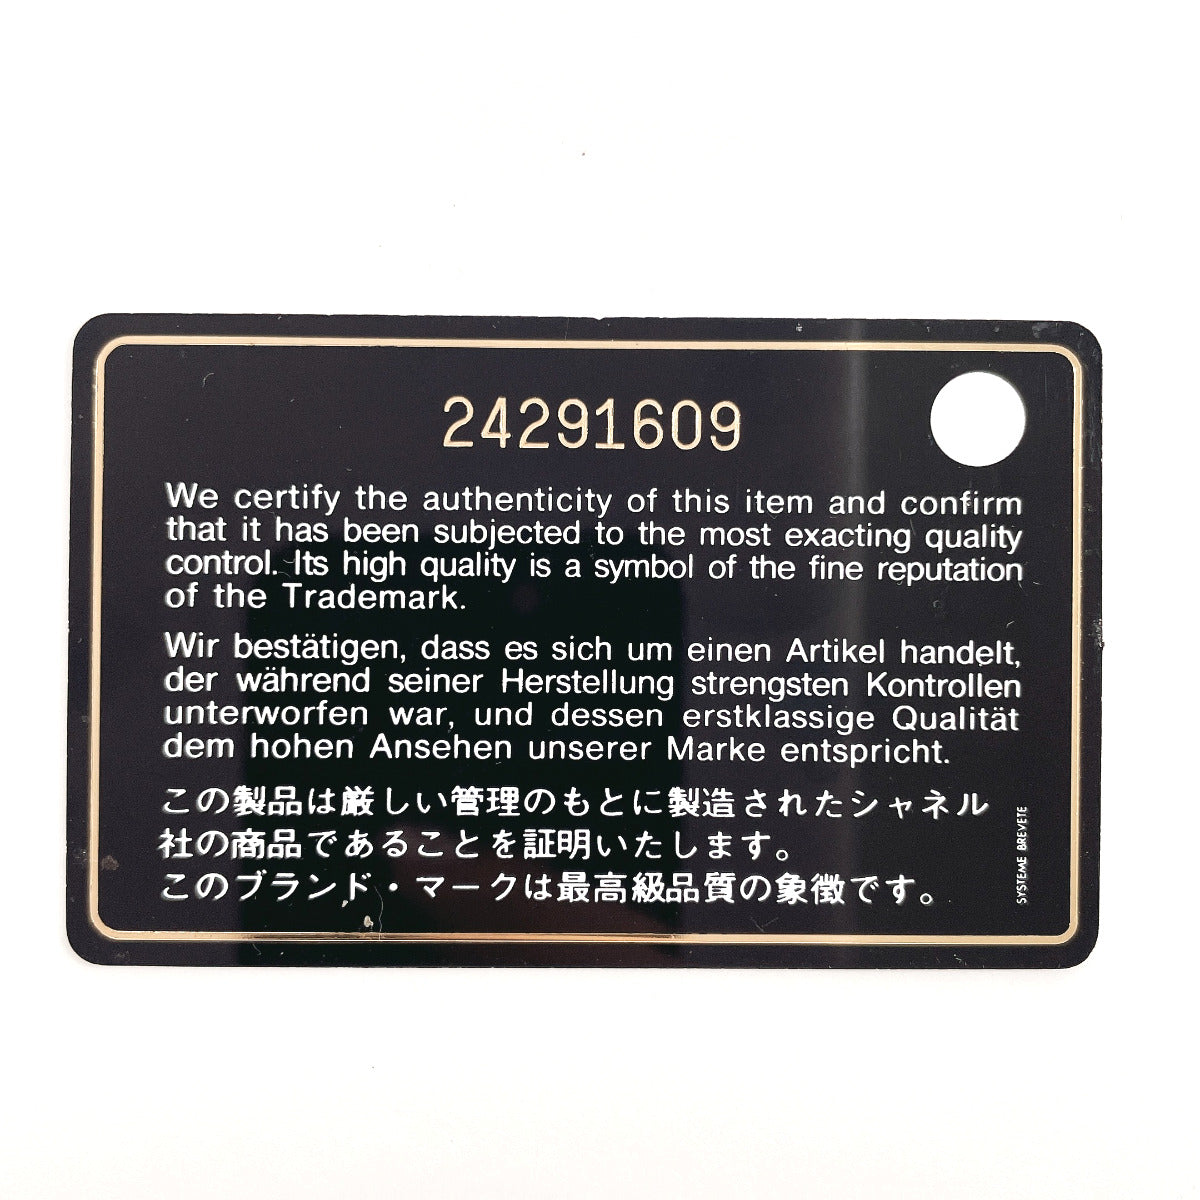 24291609
We certify the authenticity of this item and confirm
that it has been subjected to the most exacting quality
control. Its high quality is a symbol of the fine reputation
of the Trademark.
Wir bestätigen, dass es sich um einen Artikel handelt,
der während seiner Herstellung strengsten Kontrollen
unterworfen war, und dessen erstklassige Qualität
dem hohen Ansehen unserer Marke entspricht.
この製品は厳しい管理のもとに製造されたシャネル
社の商品であることを証明いたします。
このブランド・マークは最高級品質の象徴です。
SYSTEME BREVETE